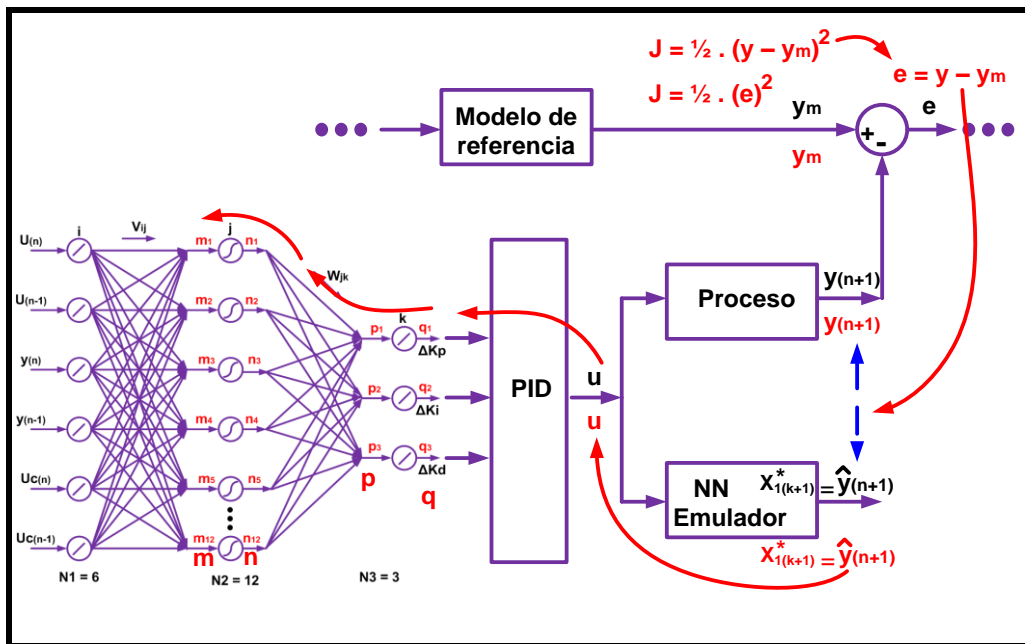 J = ½ . (y – ym)²
e = y – ym
J = ½ . (e)²
Modelo de referencia
ym
ym
+
-
e
i
Vij
j
U(n)
m1
n1
Wjk
U(n-1)
m2
n2
k
p1
q1
ΔKp
y(n)
m3
n3
p2
q2
ΔKi
y(n-1)
m4
n4
p3
q3
ΔKd
p
q
Uc(n)
m5
n5
Uc(n-1)
m12
n12
m
n
N1 = 6
N2 = 12
N3 = 3
PID
u
u
Proceso
y(n+1)
y(n+1)
NN
Emulador
X*1(k+1) = ŷ(n+1)
X*1(k+1) = ŷ(n+1)